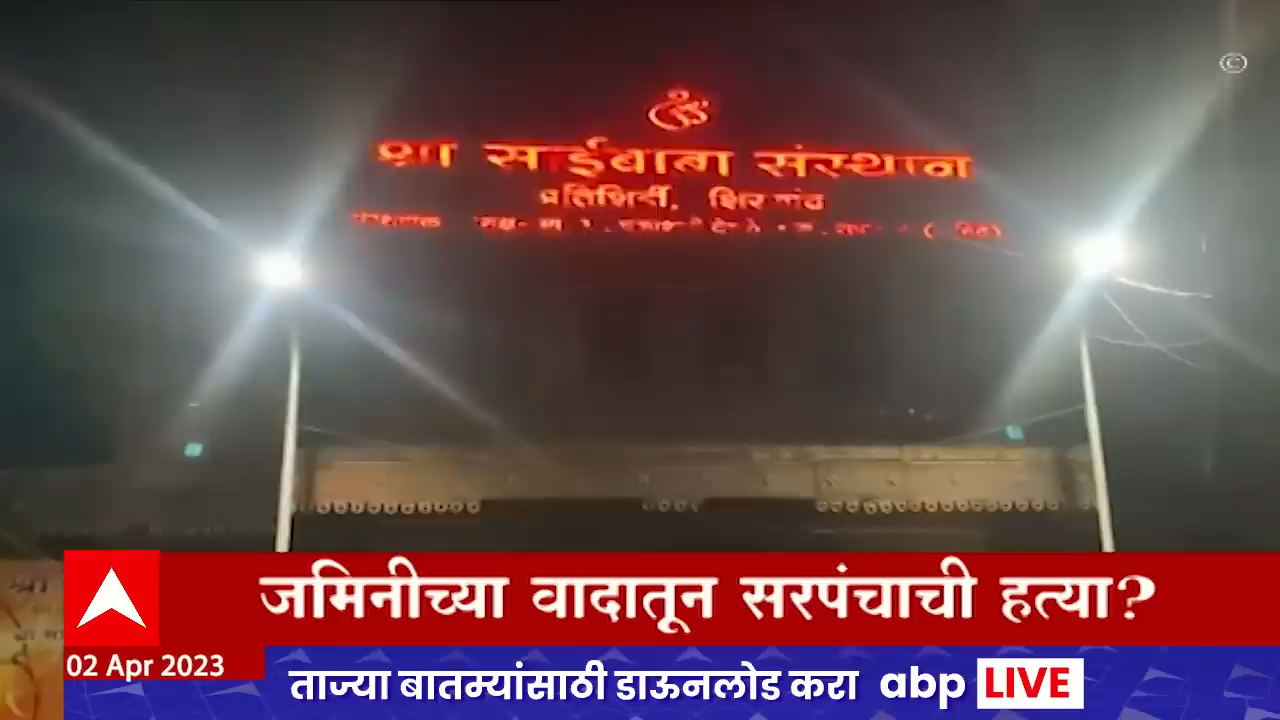 ©
साईबाबा संस्थान
प्रतिशिर्डी,
जमिनीच्या वादातून सरपंचाची हत्या?
02 Apr 2023
ताज्या बातम्यांसाठी डाऊनलोड करा abp LIVE